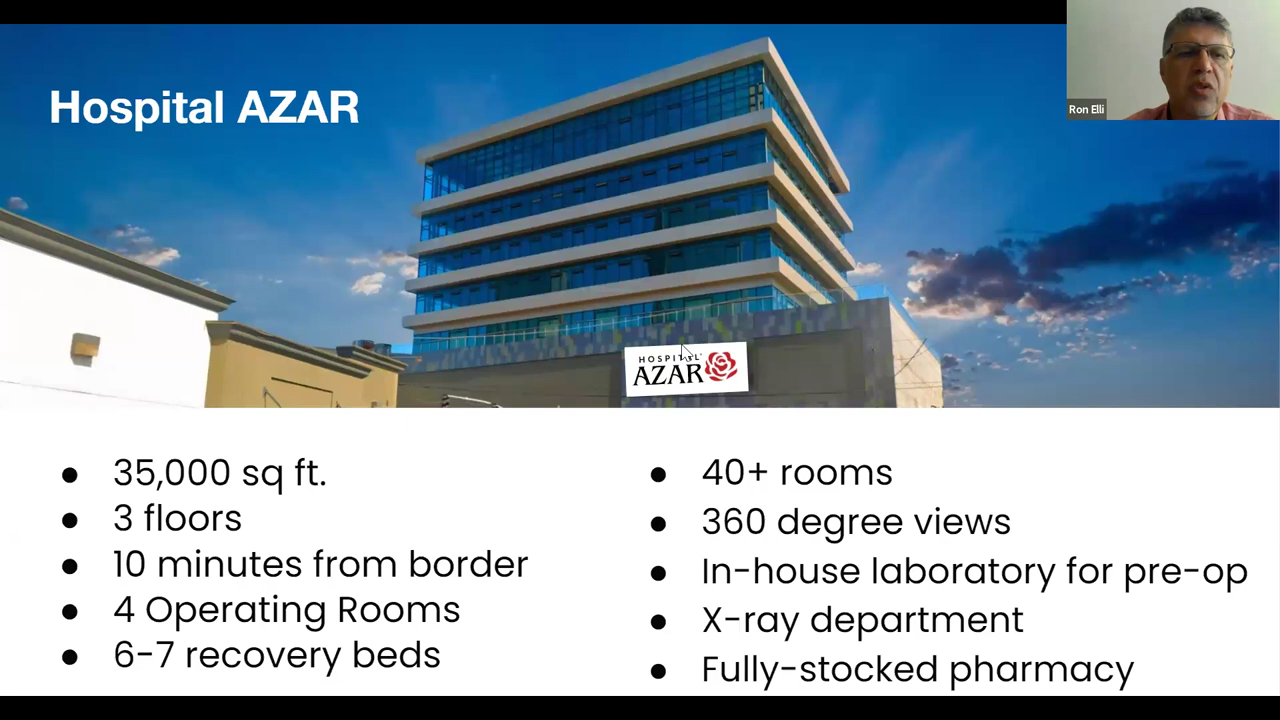 Hospital AZAR
Ron Elli
HOSPITAL
AZAR
● 35,000 sq ft.
● 3 floors
● 10 minutes from border
● 4 Operating Rooms
● 6-7 recovery beds
● 40+ rooms
● 360 degree views
● In-house laboratory for pre-op
● X-ray department
● Fully-stocked pharmacy